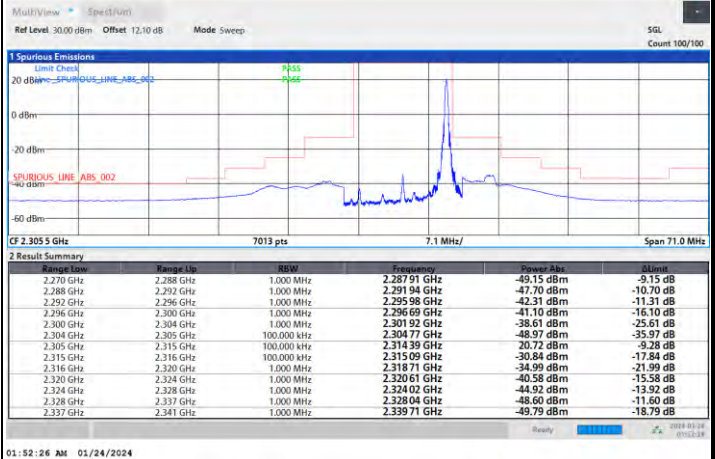 MultiView Spectrum
Ref Level 30.00 dBm Offset 12.10 dB Mode Sweep SGL
Count 100/100
1 Spurious Emissions
Limit Check PASS
20 dBm Line _SPURIOUS_LINE_ABS_002 PASS
0 dBm
-20 dBm
SPURIOUS_LINE_ABS_002
-40 dBm
-60 dBm
CF 2.305 5 GHz 7013 pts 7.1 MHz/ Span 71.0 MHz
2 Result Summary
Range Low Range Up RBW Frequency Power Abs ΔLimit
2.270 GHz 2.288 GHz 1.000 MHz 2.287 91 GHz -49.15 dBm -9.15 dB
2.288 GHz 2.292 GHz 1.000 MHz 2.291 94 GHz -47.70 dBm -10.70 dB
2.292 GHz 2.296 GHz 1.000 MHz 2.295 98 GHz -42.31 dBm -11.31 dB
2.296 GHz 2.300 GHz 1.000 MHz 2.296 69 GHz -41.10 dBm -16.10 dB
2.300 GHz 2.304 GHz 1.000 MHz 2.301 92 GHz -38.61 dBm -25.61 dB
2.304 GHz 2.305 GHz 100.000 kHz 2.304 77 GHz -48.97 dBm -35.97 dB
2.305 GHz 2.315 GHz 100.000 kHz 2.314 39 GHz 20.72 dBm -9.28 dB
2.315 GHz 2.316 GHz 100.000 kHz 2.315 09 GHz -30.84 dBm -17.84 dB
2.316 GHz 2.320 GHz 1.000 MHz 2.318 71 GHz -34.99 dBm -21.99 dB
2.320 GHz 2.324 GHz 1.000 MHz 2.320 61 GHz -40.58 dBm -15.58 dB
2.324 GHz 2.328 GHz 1.000 MHz 2.324 02 GHz -44.92 dBm -13.92 dB
2.328 GHz 2.337 GHz 1.000 MHz 2.328 04 GHz -48.60 dBm -11.60 dB
2.337 GHz 2.341 GHz 1.000 MHz 2.339 71 GHz -49.79 dBm -18.79 dB
Ready
01:52:26 AM 01/24/2024